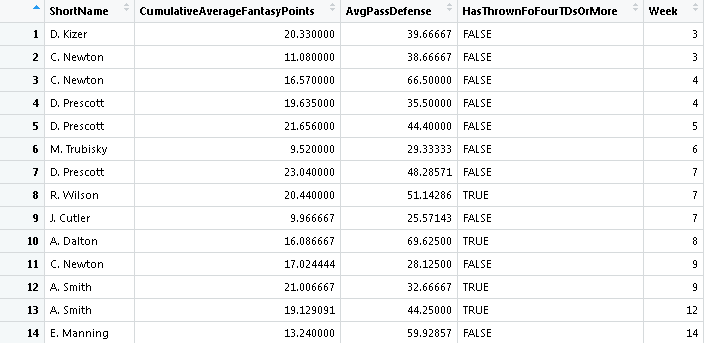 ShortName CumulativeAverageFantasyPoints AvgPassDefense HasThrownFoFourTDsOrMore Week
1 D. Kizer 20.330000 39.66667 FALSE 3
2 C. Newton 11.080000 38.66667 FALSE 3
3 C. Newton 16.570000 66.50000 FALSE 4
4 D. Prescott 19.635000 35.50000 FALSE 4
5 D. Prescott 21.656000 44.40000 FALSE 5
6 M. Trubisky 9.520000 29.33333 FALSE 6
7 D. Prescott 23.040000 48.28571 FALSE 7
8 R. Wilson 20.440000 51.14286 TRUE 7
9 J. Cutler 9.966667 25.57143 FALSE 7
10 A. Dalton 16.086667 69.62500 TRUE 8
11 C. Newton 17.024444 28.12500 FALSE 9
12 A. Smith 21.006667 32.66667 TRUE 9
13 A. Smith 19.129091 44.25000 TRUE 12
14 E. Manning 13.240000 59.92857 FALSE 14